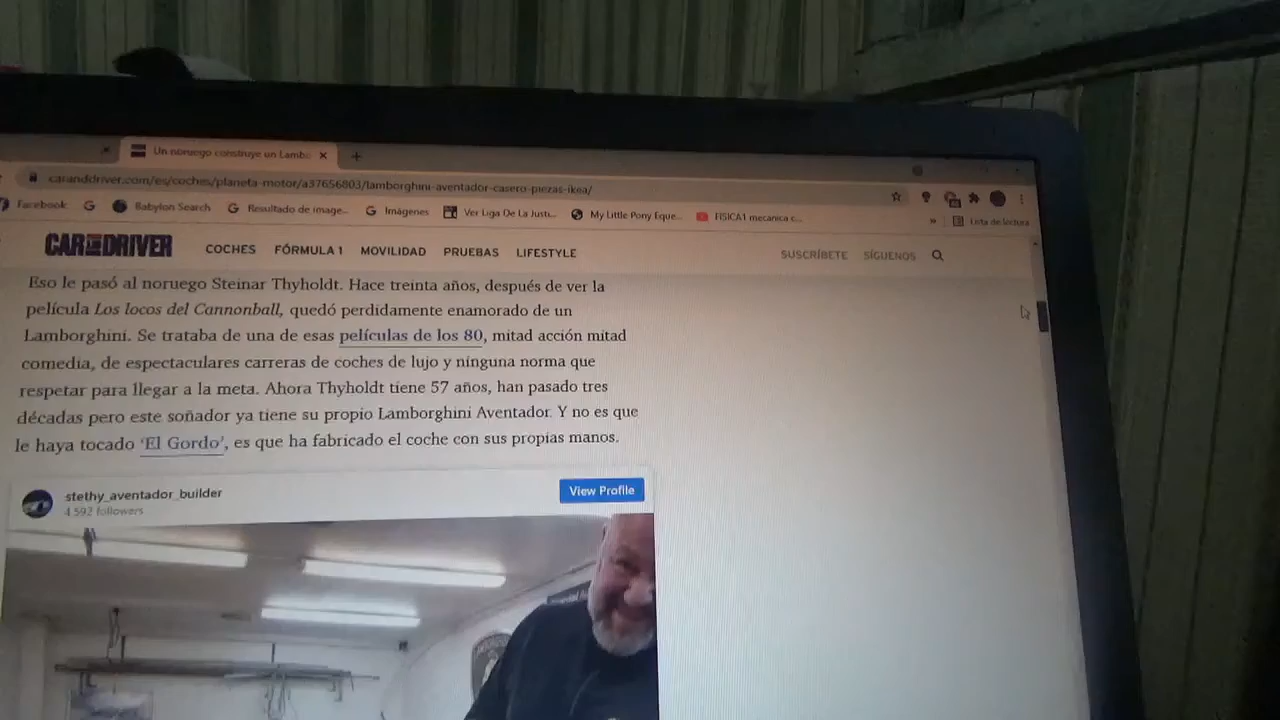 Un noruego construye un Lambo
caranddriver.com/es/coches/planeta-motor/a37656803/lamborghini-aventador-casero-piezas-ikea/
Facebook
Babylon Search
Resultado de image...
Imágenes
Ver Liga De La Justi...
My Little Pony Eque...
FISICA1 mecanica c...
Lista de lectura
CAR AND DRIVER
COCHES
FÓRMULA 1
MOVILIDAD
PRUEBAS
LIFESTYLE
SUSCRÍBETE
SÍGUENOS
Eso le pasó al noruego Steinar Thyholdt. Hace treinta años, después de ver la
película Los locos del Cannonball, quedó perdidamente enamorado de un
Lamborghini. Se trataba de una de esas películas de los 80, mitad acción mitad
comedia, de espectaculares carreras de coches de lujo y ninguna norma que
respetar para llegar a la meta. Ahora Thyholdt tiene 57 años, han pasado tres
décadas pero este soñador ya tiene su propio Lamborghini Aventador. Y no es que
le haya tocado 'El Gordo', es que ha fabricado el coche con sus propias manos.
stethy_aventador_builder
4.592 followers
View Profile